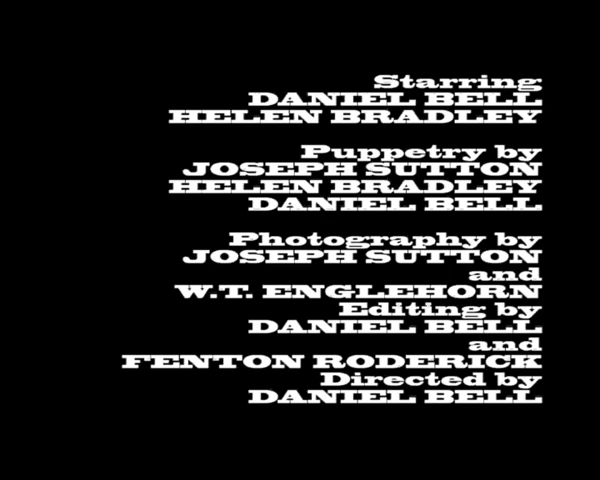 Starring
DANIEL BELL
HELEN BRADLEY
Puppetry by
JOSEPH SUTTON
HELEN BRADLEY
DANIEL BELL
Photography by
JOSEPH SUTTON
and
W.T. ENGLEHORN
Editing by
DANIEL BELL
and
FENTON RODERICK
Directed by
DANIEL BELL